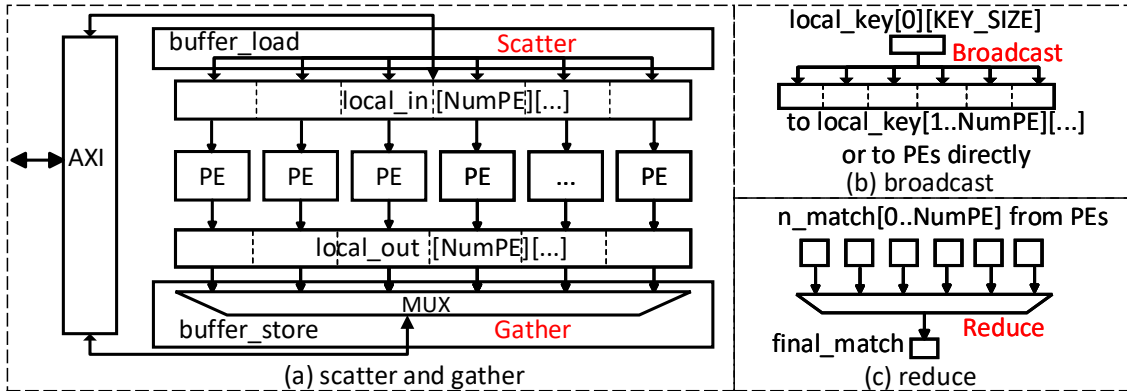 buffer_load Scatter
local_in [NumPE][...]
AXI
PE PE PE PE ... PE
local_out [NumPE][...]
MUX
buffer_store Gather
(a) scatter and gather
local_key[0][KEY_SIZE]
Broadcast
to local_key[1..NumPE][...]
or to PEs directly
(b) broadcast
n_match[0..NumPE] from PEs
Reduce
final_match
(c) reduce